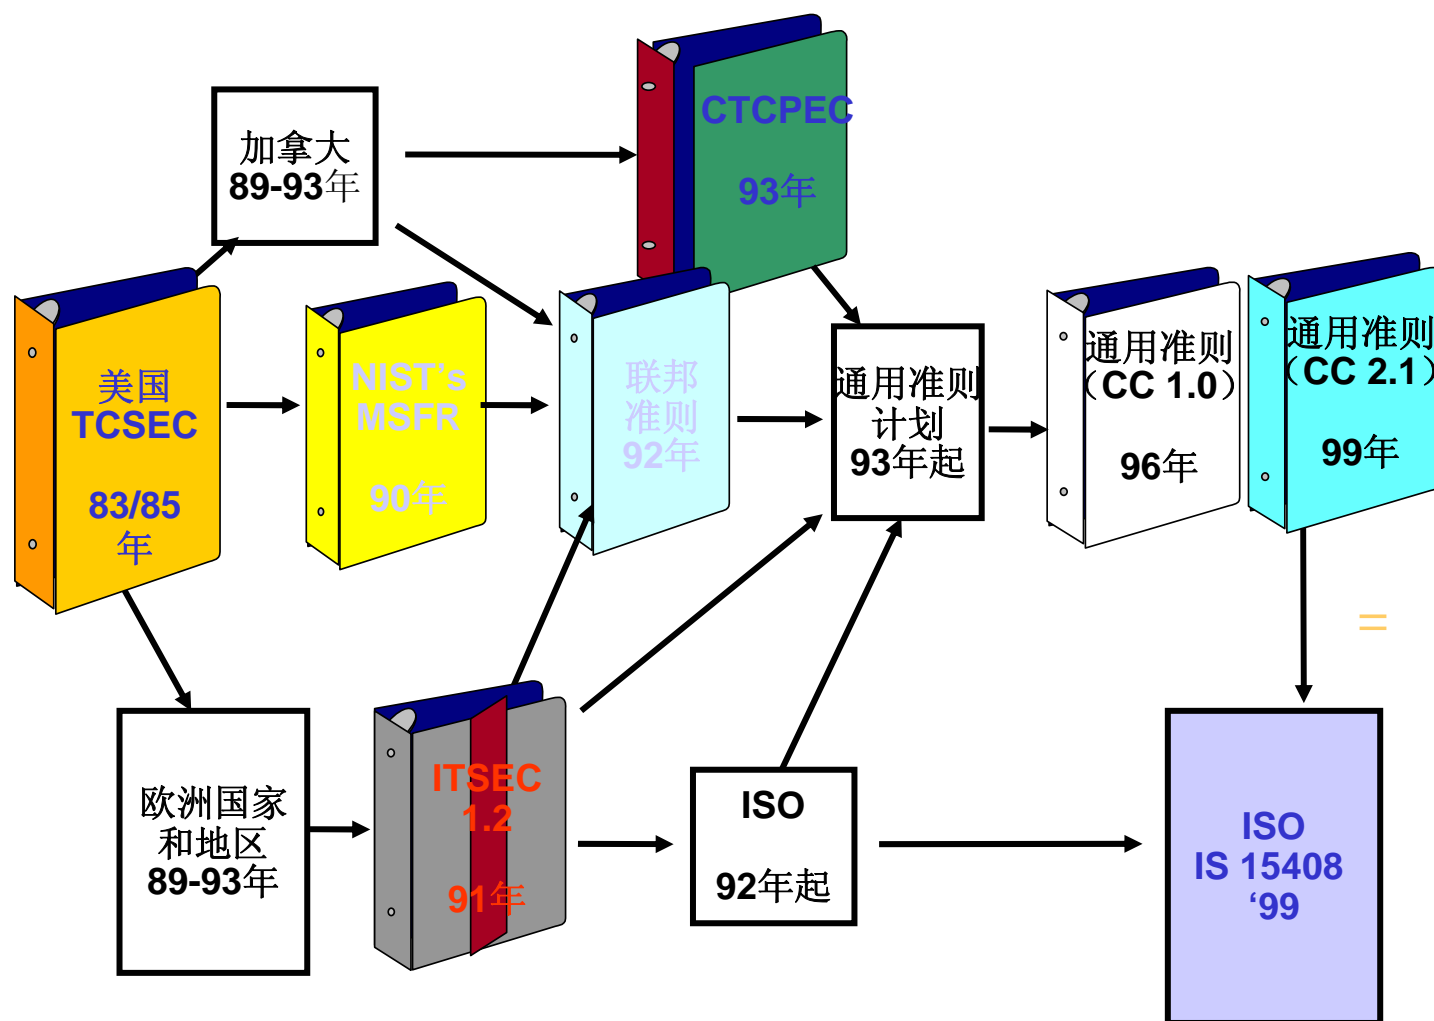 CTCPEC
93年
加拿大
89-93年
美国
TCSEC
83/85
年
NIST's
MSFR
90年
联邦
准则
92年
通用准则
计划
93年起
通用准则
（CC 1.0）
96年
通用准则
（CC 2.1）
99年
=
欧洲国家
和地区
89-93年
ITSEC
1.2
91年
ISO
92年起
ISO
IS 15408
‘99